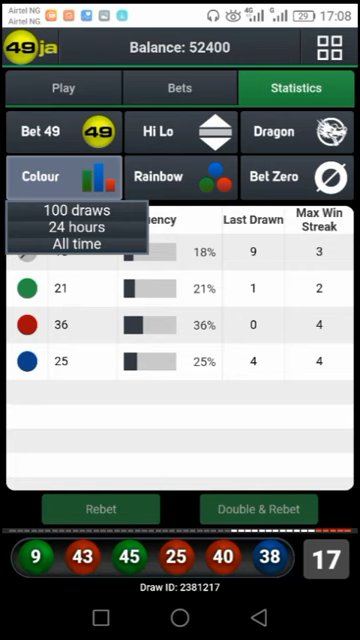 Airtel NG
Airtel NG
4G
G
29
17:08
49ja
Balance: 52400
Play
Bets
Statistics
Bet 49
49
Hi Lo
Dragon
Colour
Rainbow
Bet Zero
100 draws
24 hours
All time
Last Drawn
Max Win
Streak
18%
9
3
21
21%
1
2
36
36%
0
4
25
25%
4
4
Rebet
Double & Rebet
9
43
45
25
40
38
17
Draw ID: 2381217